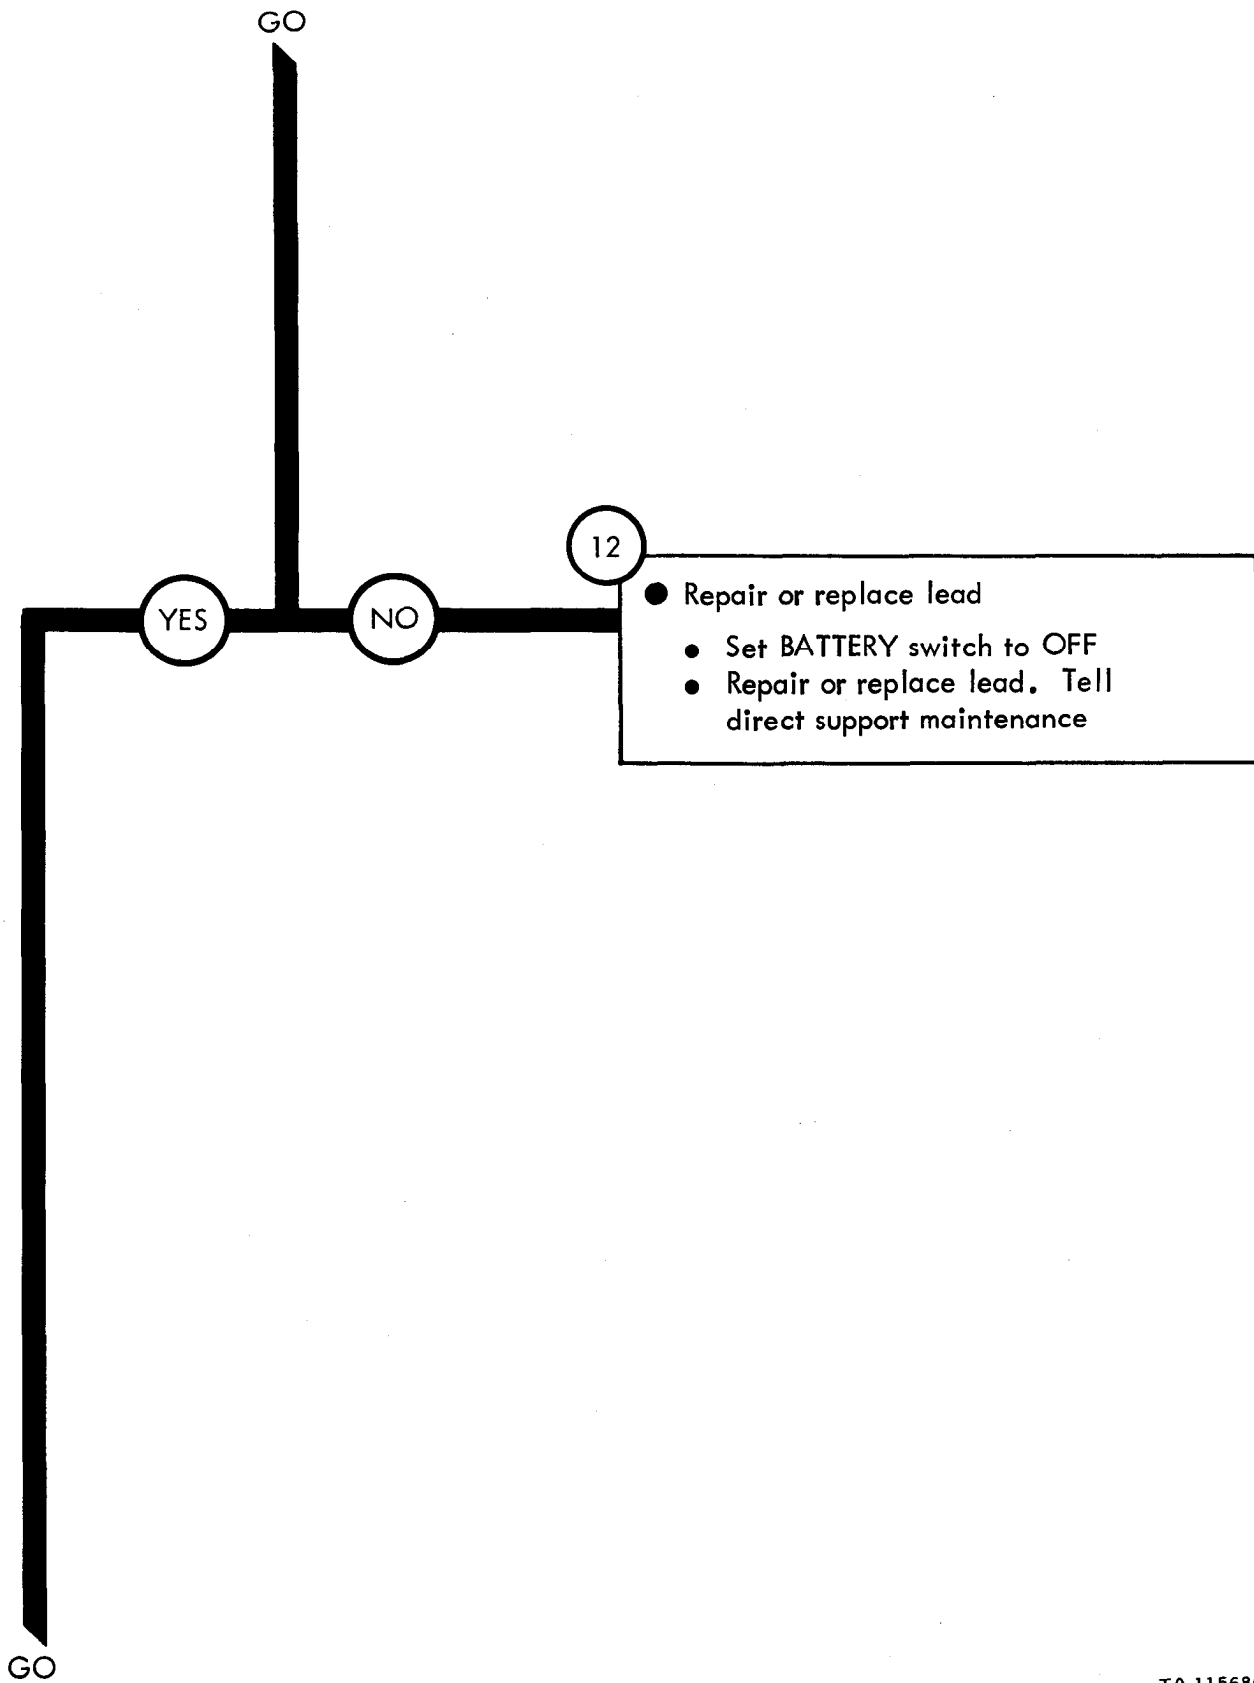 GO
12
● Repair or replace lead
YES
NO
● Set BATTERY switch to OFF
● Repair or replace lead. Tell
direct support maintenance
GO